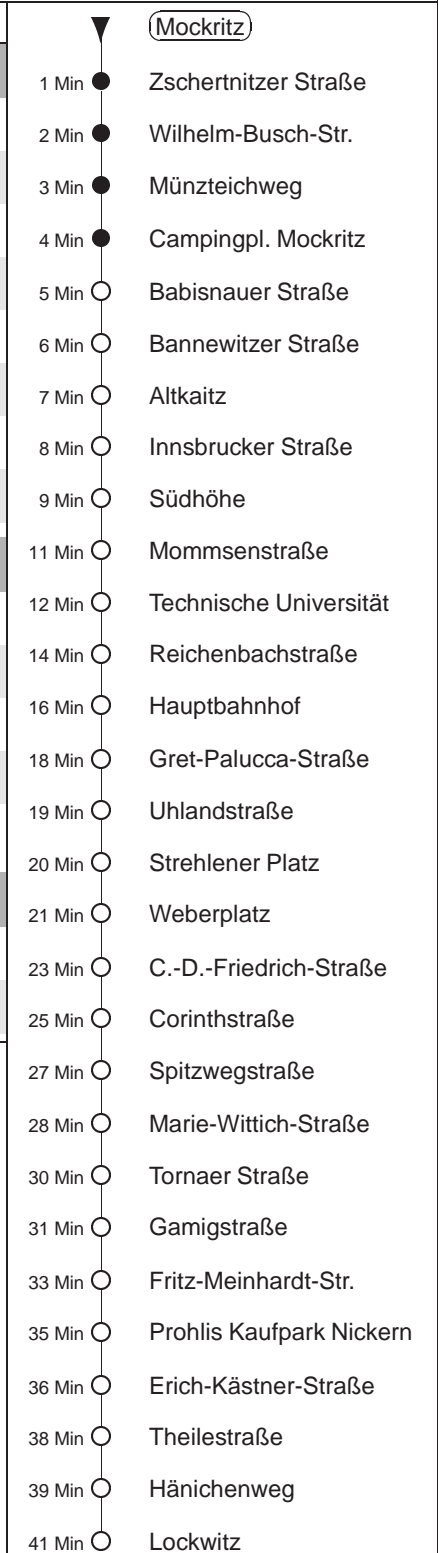 Mockritz
1 Min Zschertnitzer Straße
2 Min Wilhelm-Busch-Str.
3 Min Münzteichweg
4 Min Campingpl. Mockritz
5 Min Babisnauer Straße
6 Min Bannewitzer Straße
7 Min Altkaitz
8 Min Innsbrucker Straße
9 Min Südhöhe
11 Min Mommsenstraße
12 Min Technische Universität
14 Min Reichenbachstraße
16 Min Hauptbahnhof
18 Min Gret-Palucca-Straße
19 Min Uhlandstraße
20 Min Strehlener Platz
21 Min Weberplatz
23 Min C.-D.-Friedrich-Straße
25 Min Corinthstraße
27 Min Spitzwegstraße
28 Min Marie-Wittich-Straße
30 Min Tornaer Straße
31 Min Gamigstraße
33 Min Fritz-Meinhardt-Str.
35 Min Prohlis Kaufpark Nickern
36 Min Erich-Kästner-Straße
38 Min Theilestraße
39 Min Hänichenweg
41 Min Lockwitz